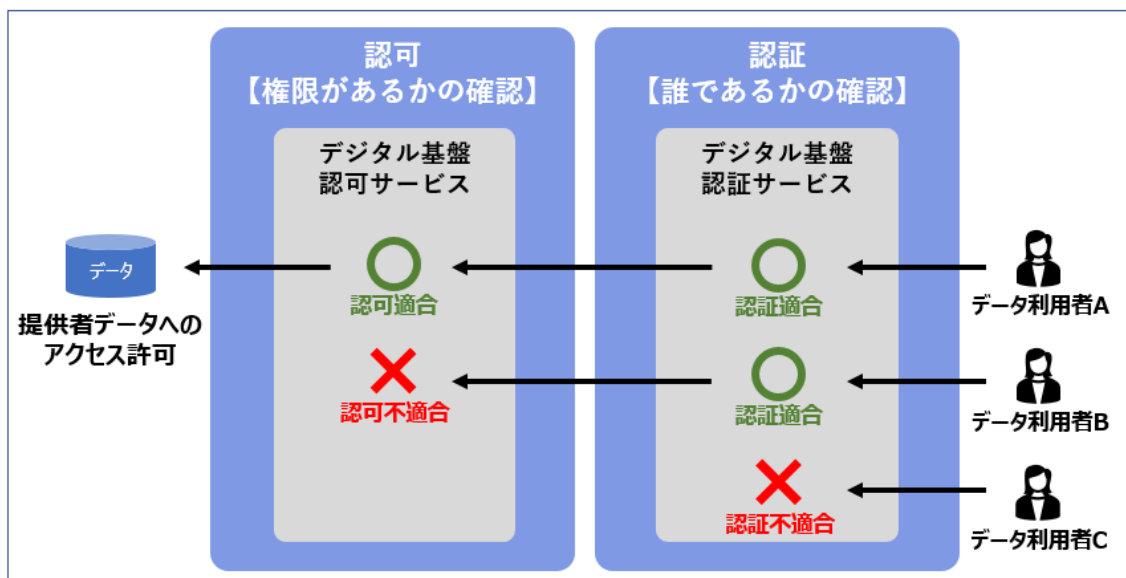 認可
【権限があるかの確認】
デジタル基盤
認可サービス
認可適合
認可不適合
認証
【誰であるかの確認】
デジタル基盤
認証サービス
認証適合
認証適合
認証不適合
データ
提供者データへの
アクセス許可
データ利用者A
データ利用者B
データ利用者C